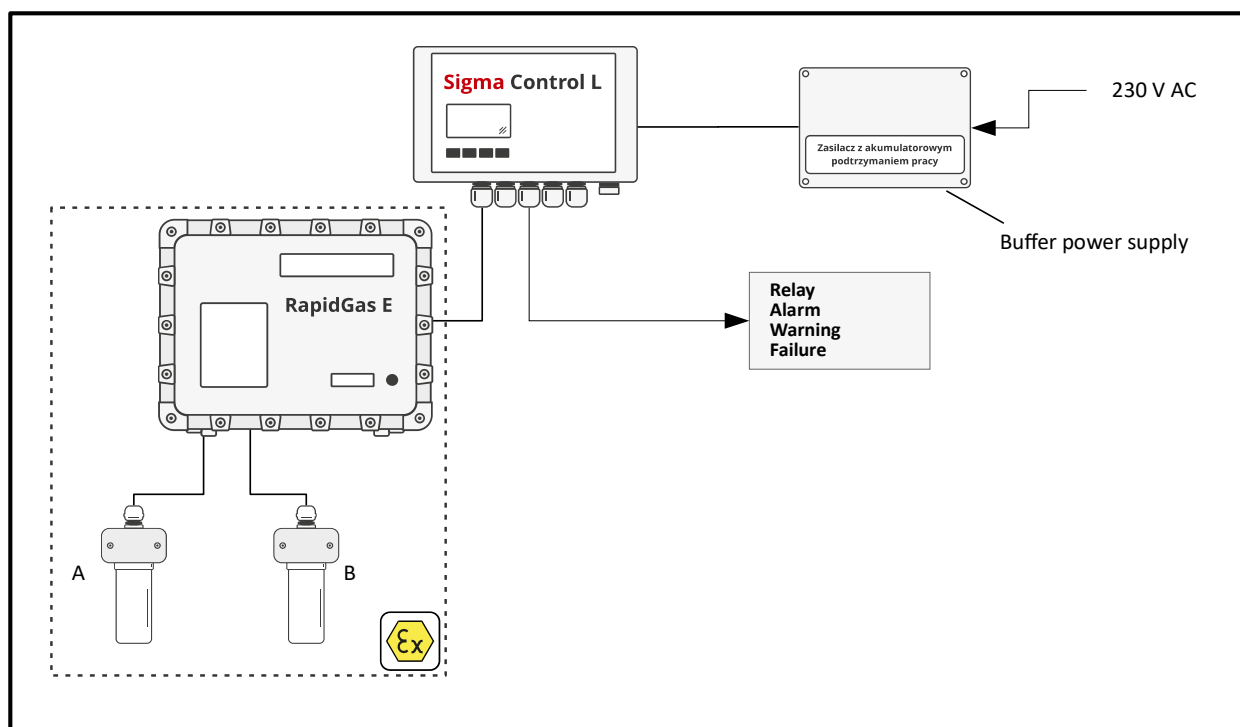 Sigma Control L
230 V AC
Zasilacz z akumulatorowym
podtrzymaniem pracy
Buffer power supply
RapidGas E
Relay
Alarm
Warning
Failure
A
B
Ex